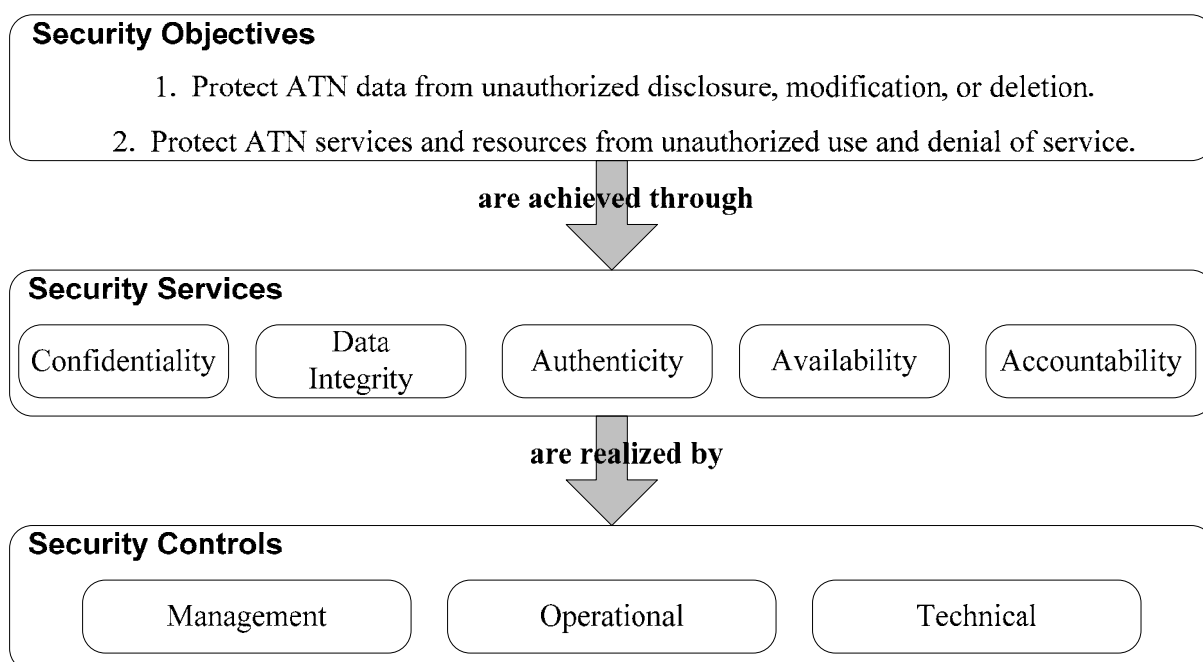 Security Objectives
1. Protect ATN data from unauthorized disclosure, modification, or deletion.
2. Protect ATN services and resources from unauthorized use and denial of service.
are achieved through
Security Services
Confidentiality
Data
Integrity
Authenticity
Availability
Accountability
are realized by
Security Controls
Management
Operational
Technical